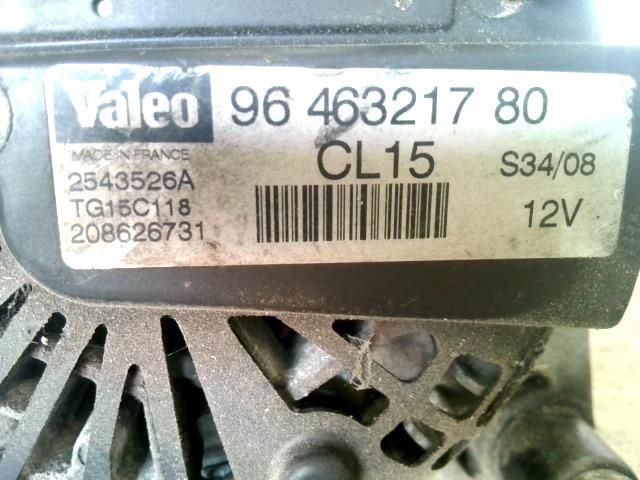 Valeo 96 463217 80
MADE IN FRANCE CL15 S34/08
2543526A
TG15C118 12V
208626731